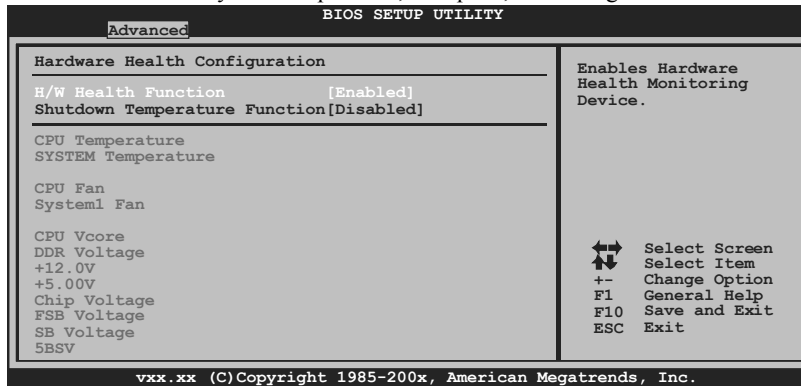 BIOS SETUP UTILITY
Advanced
Hardware Health Configuration
H/W Health Function [Enabled]
Shutdown Temperature Function[Disabled]
CPU Temperature
SYSTEM Temperature
CPU Fan
System1 Fan
CPU Vcore
DDR Voltage
+12.0V
+5.00V
Chip Voltage
FSB Voltage
SB Voltage
5BSV
Enables Hardware
Health Monitoring
Device.
Select Screen
Select Item
+- Change Option
F1 General Help
F10 Save and Exit
ESC Exit
vxx.xx (C)Copyright 1985-200x, American Megatrends, Inc.